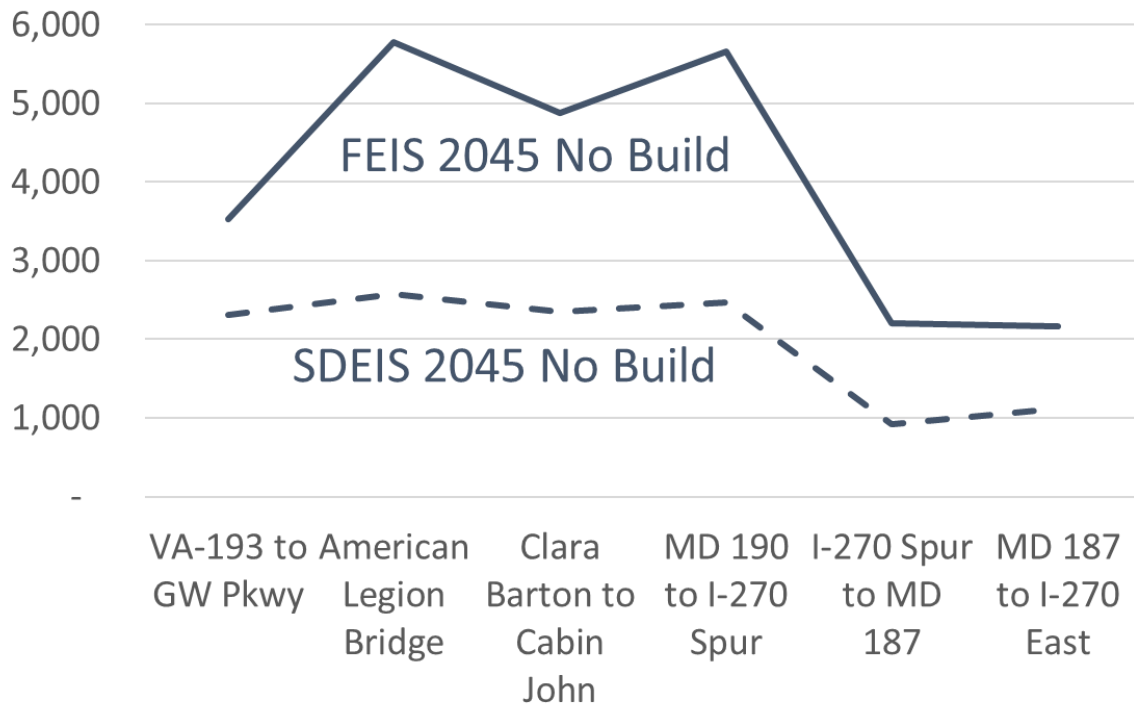 6,000
5,000
FEIS 2045 No Build
4,000
3,000
2,000
SDEIS 2045 No Build
1,000
-
VA-193 to GW Pkwy
American Legion Bridge
Clara Barton to Cabin John
MD 190 to I-270 Spur
I-270 Spur to MD 187
MD 187 to I-270 East